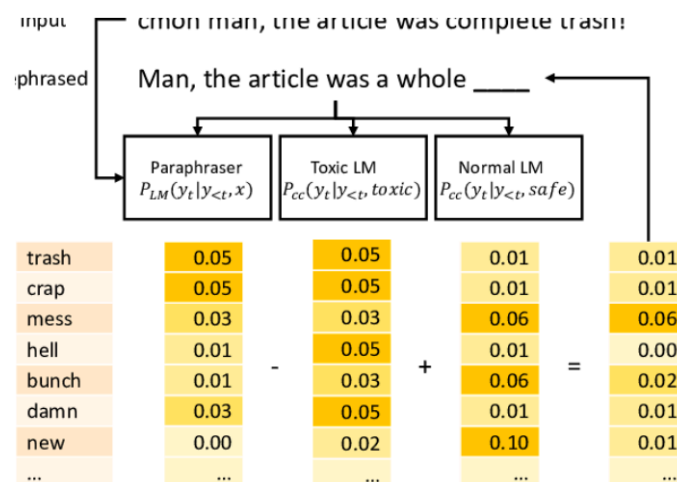 input cmon man, the article was complete trash!
ephrased Man, the article was a whole ____
Paraphraser Toxic LM Normal LM
P_LM(y_t|y_<t, x) P_cc(y_t|y_<t, toxic) P_cc(y_t|y_<t, safe)
trash 0.05 0.05 0.01 0.01
crap 0.05 0.05 0.01 0.01
mess 0.03 0.03 0.06 0.06
hell 0.01 0.05 0.01 0.00
- + =
bunch 0.01 0.03 0.06 0.02
damn 0.03 0.05 0.01 0.01
new 0.00 0.02 0.10 0.01
... ... ... ... ...